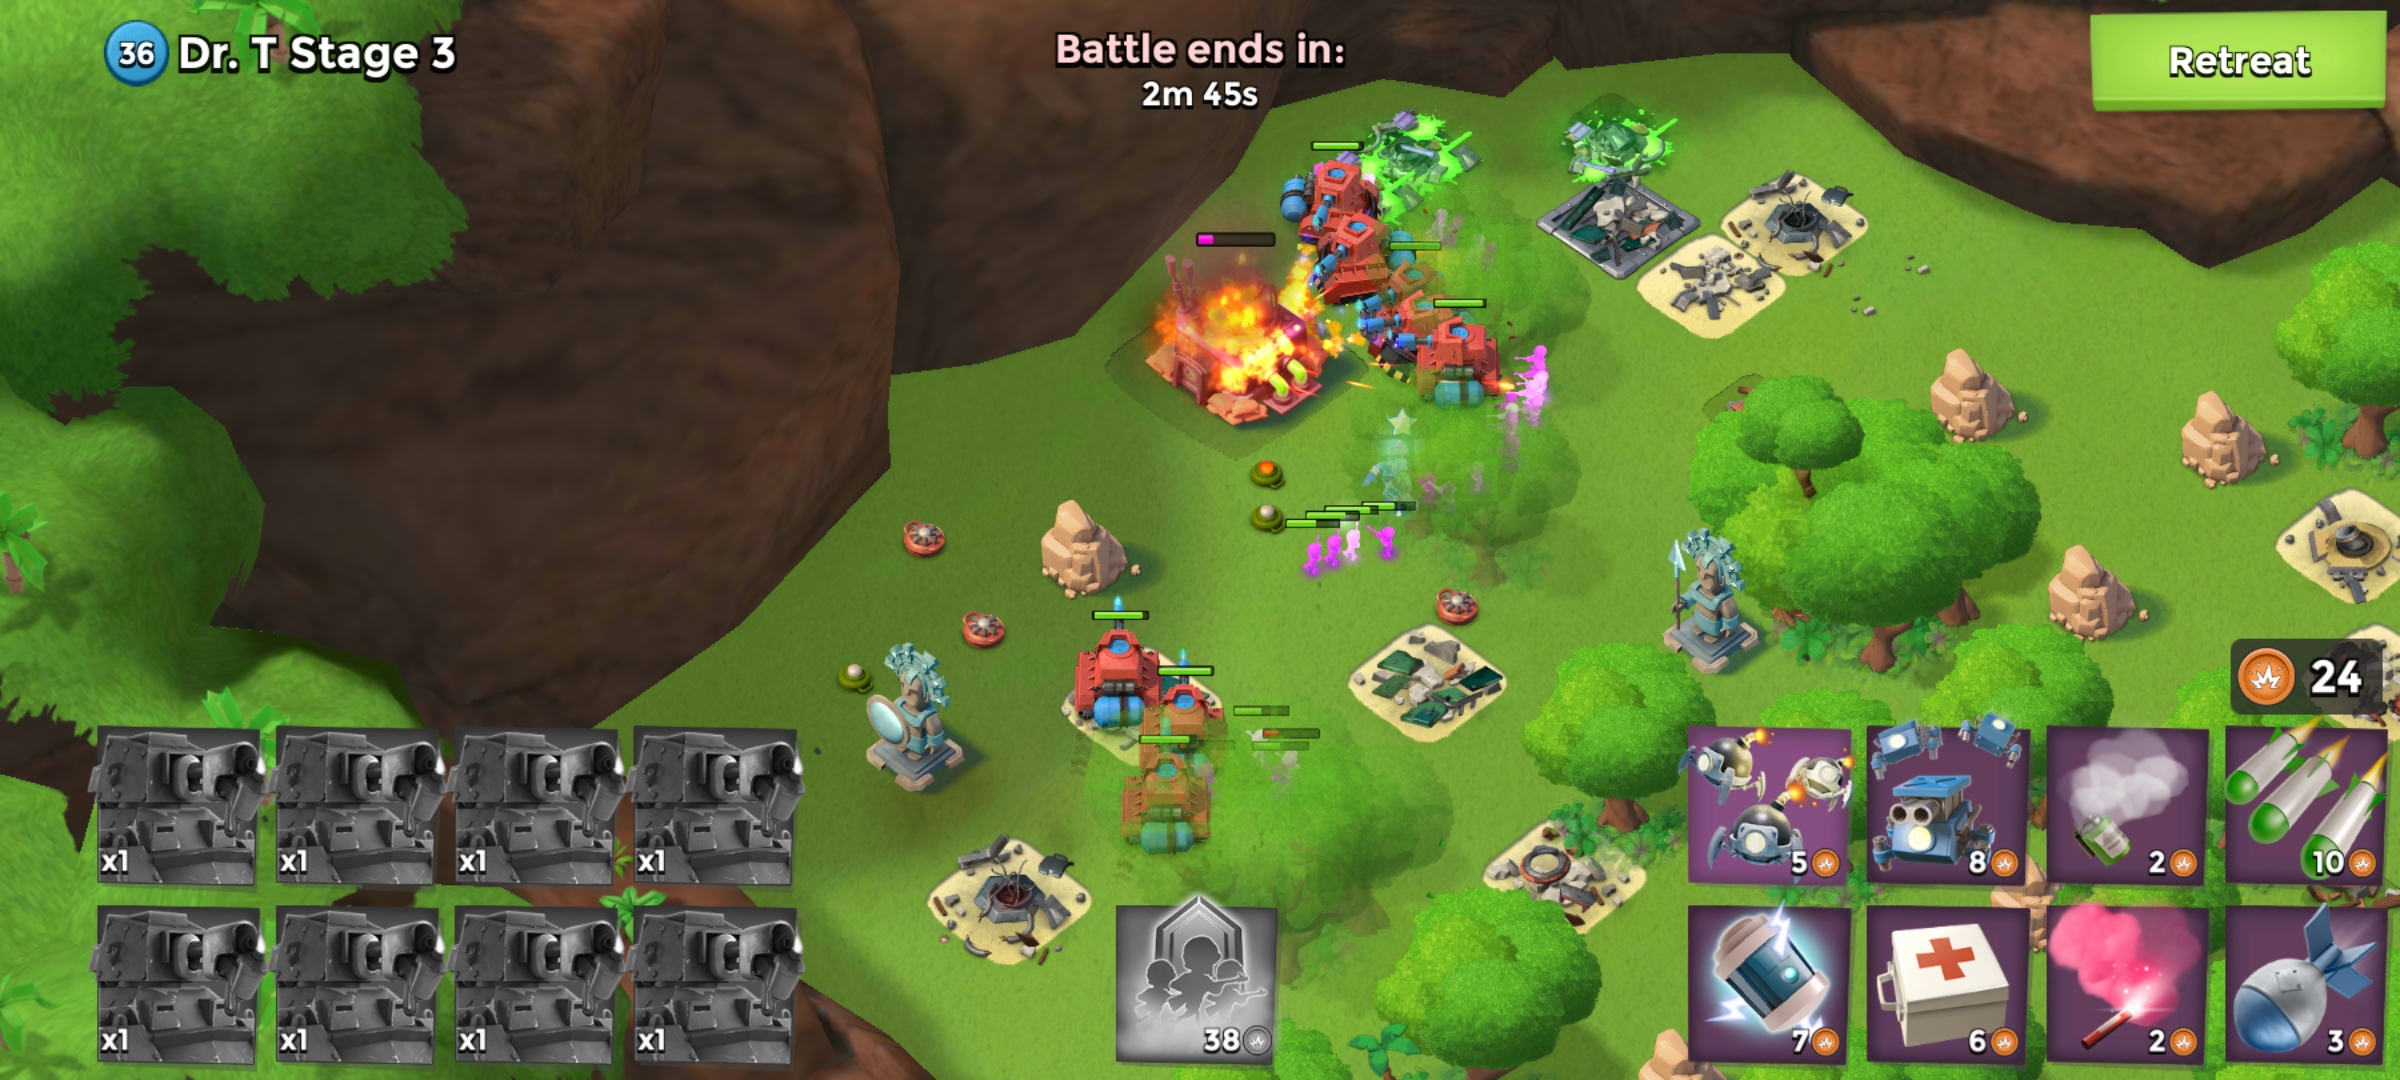 36 Dr. T Stage 3
Battle ends in:
2m 45s
Retreat
24
x1 x1 x1 x1
5 8 2 10
x1 x1 x1 x1
38
7 6 2 3